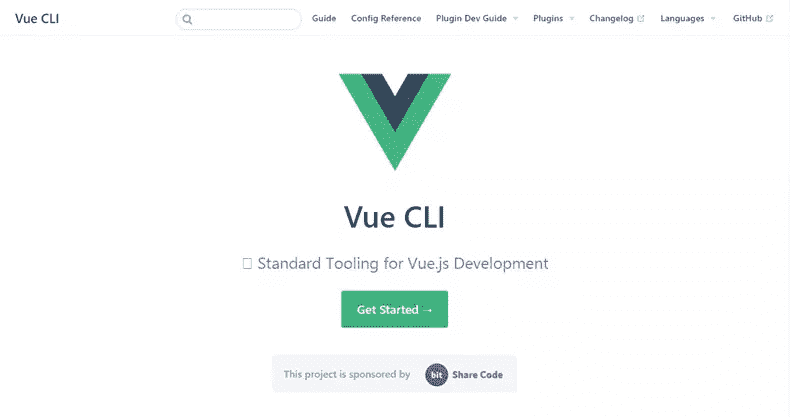 Vue CLI Guide Config Reference Plugin Dev Guide Plugins Changelog Languages GitHub
Vue CLI
Standard Tooling for Vue.js Development
Get Started →
This project is sponsored by bit Share Code